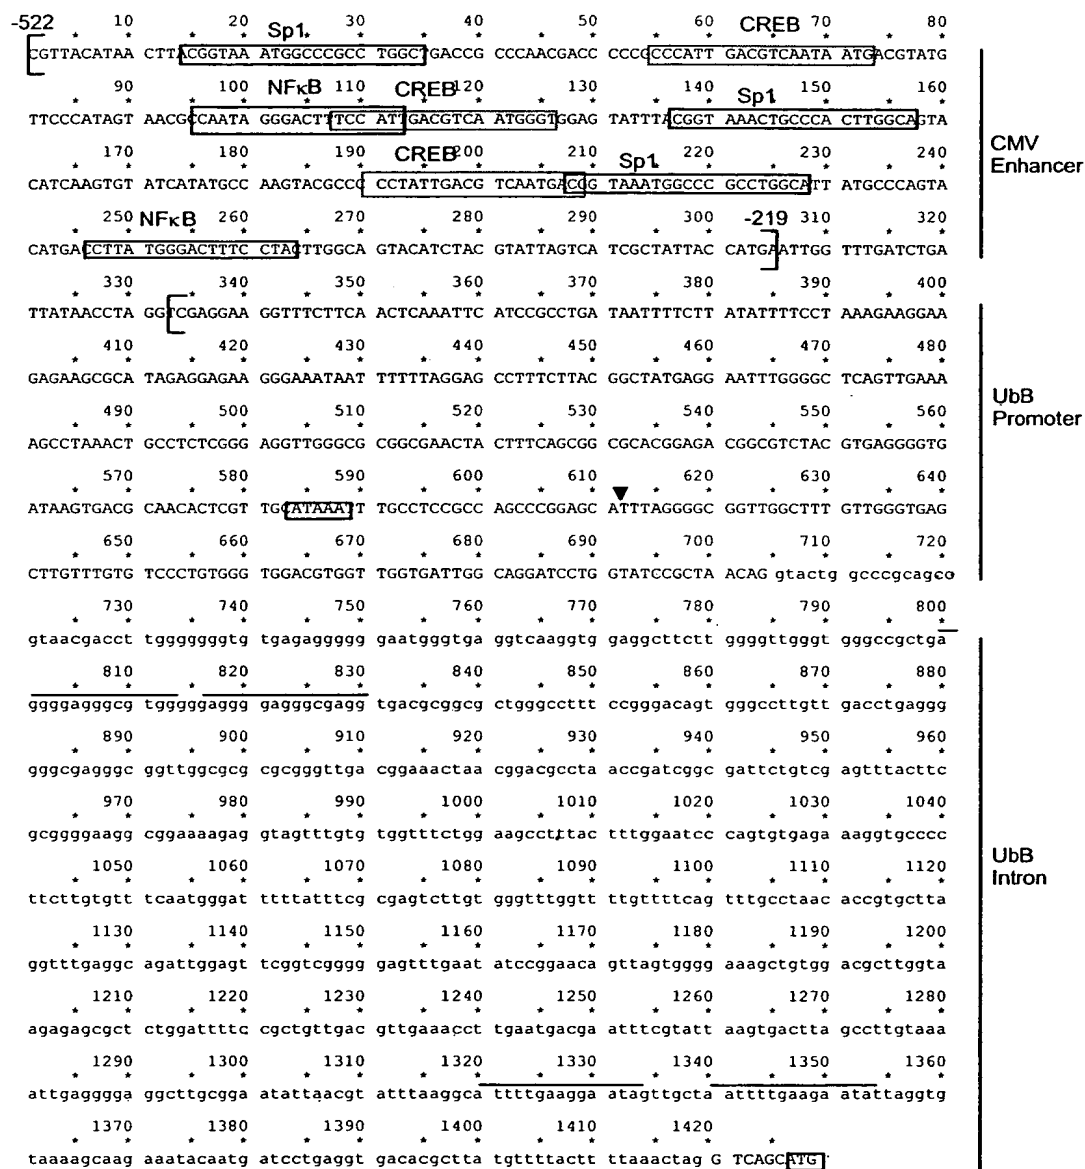 -522 10 20 30 40 50 60 70 80
Sp1 CREB
CGTTACATAA CTTACGGTAA ATGGCCCGCC TGGCTGACCG CCCAACGACC CCCGCCCATT GACGTCAATA ATGACGTATG
90 100 110 120 130 140 150 160
NFκB CREB Sp1
TTCCCATAGT AACGCCAATA GGGACTTTCC ATTGACGTCA ATGGGTGGAG TATTTACGGT AAACTGCCCA CTTGGCAGTA
170 180 190 200 210 220 230 240
CREB Sp1
CATCAAGTGT ATCATATGCC AAGTACGCCC CCTATTGACG TCAATGACGG TAAATGGCCC GCCTGGCATT ATGCCCAGTA
CMV
Enhancer
250 260 270 280 290 300 310 320
NFκB -219
CATGACCTTA TGGGACTTTC CTACTTGGCA GTACATCTAC GTATTAGTCA TCGCTATTAC CATGAATTGG TTTGATCTGA
330 340 350 360 370 380 390 400
TTATAACCTA GGTCGAGGAA GGTTTCTTCA ACTCAAATTC ATCCGCCTGA TAATTTTCTT ATATTTTCCT AAAGAAGGAA
410 420 430 440 450 460 470 480
GAGAAGCGCA TAGAGGAGAA GGGAAATAAT TTTTTAGGAG CCTTTCTTAC GGCTATGAGG AATTTGGGGC TCAGTTGAAA
UbB
Promoter
490 500 510 520 530 540 550 560
AGCCTAAACT GCCTCTCGGG AGGTTGGGCG CGGCGAACTA CTTTCAGCGG CGCACGGAGA CGGCGTCTAC GTGAGGGGTG
570 580 590 600 610 620 630 640
ATAAGTGACG CAACACTCGT TGCATAAATT TGCCTCCGCC AGCCCGGAGC ATTTAGGGGC GGTTGGCTTT GTTGGGTGAG
650 660 670 680 690 700 710 720
CTTGTTTGTG TCCCTGTGGG TGGACGTGGT TGGTGATTGG CAGGATCCTG GTATCCGCTA ACAG gtactg gcccgcagcc
730 740 750 760 770 780 790 800
gtaacgacct tgggggggtg tgagaggggg gaatgggtga ggtcaaggtg gaggcttctt ggggttgggt gggccgctga
810 820 830 840 850 860 870 880
ggggagggcg tgggggaggg gagggcgagg tgacgcggcg ctgggccttt ccgggacagt gggccttgtt gacctgaggg
890 900 910 920 930 940 950 960
gggcgagggc ggttggcgcg cgcgggttga cggaaactaa cggacgccta accgatcggc gattctgtcg agtttacttc
970 980 990 1000 1010 1020 1030 1040
gcggggaagg cggaaaagag gtagtttgtg tggtttctgg aagcctttac tttggaatcc cagtgtgaga aaggtgcccc
1050 1060 1070 1080 1090 1100 1110 1120
ttcttgtgtt tcaatgggat ttttatttcg cgagtcttgt gggtttggtt ttgttttcag tttgcctaac accgtgctta
UbB
Intron
1130 1140 1150 1160 1170 1180 1190 1200
ggtttgaggc agattggagt tcggtcgggg gagtttgaat atccggaaca gttagtgggg aaagctgtgg acgcttggta
1210 1220 1230 1240 1250 1260 1270 1280
agagagcgct ctggattttc cgctgttgac gttgaaacct tgaatgacga atttcgtatt aagtgactta gccttgtaaa
1290 1300 1310 1320 1330 1340 1350 1360
attgagggga ggcttgcgga atattaacgt atttaaggca ttttgaagga atagttgcta attttgaaga atattaggtg
1370 1380 1390 1400 1410 1420
taaaagcaag aaatacaatg atcctgaggt gacacgctta tgttttactt ttaaactag G TCAGCATG